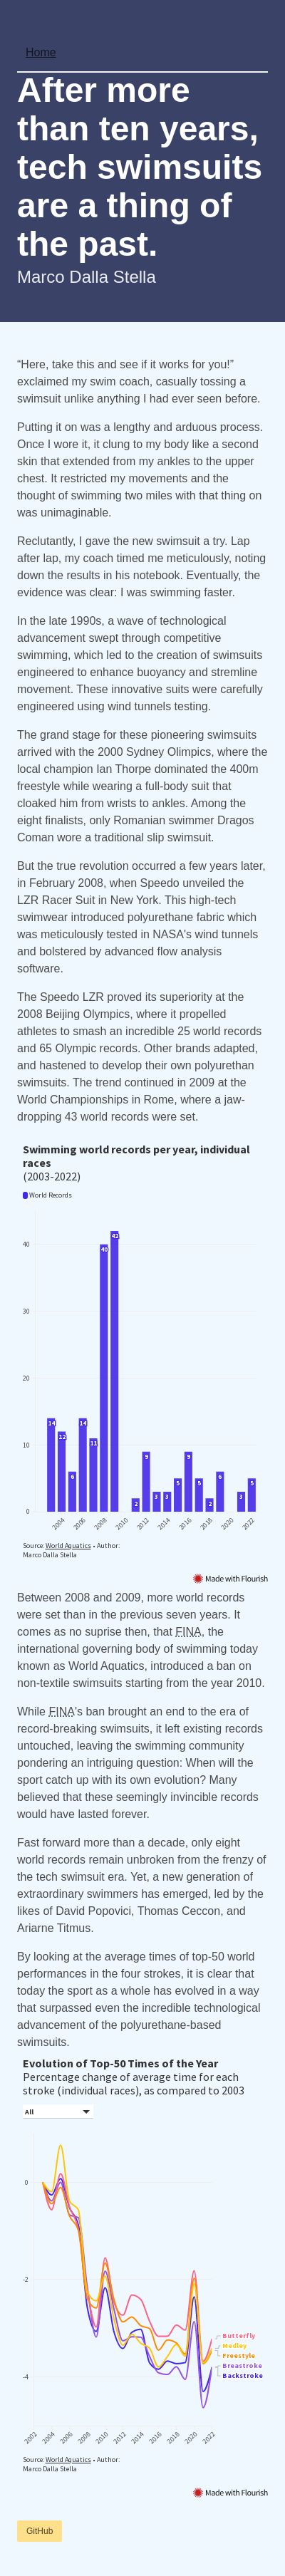 Home
After more
than ten years,
tech swimsuits
are a thing of
the past.
Marco Dalla Stella
“Here, take this and see if it works for you!”
exclaimed my swim coach, casually tossing a
swimsuit unlike anything I had ever seen before.
Putting it on was a lengthy and arduous process.
Once I wore it, it clung to my body like a second
skin that extended from my ankles to the upper
chest. It restricted my movements and the
thought of swimming two miles with that thing on
was unimaginable.
Reclutantly, I gave the new swimsuit a try. Lap
after lap, my coach timed me meticulously, noting
down the results in his notebook. Eventually, the
evidence was clear: I was swimming faster.
In the late 1990s, a wave of technological
advancement swept through competitive
swimming, which led to the creation of swimsuits
engineered to enhance buoyancy and stremline
movement. These innovative suits were carefully
engineered using wind tunnels testing.
The grand stage for these pioneering swimsuits
arrived with the 2000 Sydney Olimpics, where the
local champion Ian Thorpe dominated the 400m
freestyle while wearing a full-body suit that
cloaked him from wrists to ankles. Among the
eight finalists, only Romanian swimmer Dragos
Coman wore a traditional slip swimsuit.
But the true revolution occurred a few years later,
in February 2008, when Speedo unveiled the
LZR Racer Suit in New York. This high-tech
swimwear introduced polyurethane fabric which
was meticulously tested in NASA's wind tunnels
and bolstered by advanced flow analysis
software.
The Speedo LZR proved its superiority at the
2008 Beijing Olympics, where it propelled
athletes to smash an incredible 25 world records
and 65 Olympic records. Other brands adapted,
and hastened to develop their own polyurethan
swimsuits. The trend continued in 2009 at the
World Championships in Rome, where a jaw-
dropping 43 world records were set.
Swimming world records per year, individual
races
(2003-2022)
World Records
40
30
20
10
0
14
12
6
14
11
40
42
2
9
3
3
5
9
5
2
6
3
5
2004
2006
2008
2010
2012
2014
2016
2018
2020
2022
Source: World Aquatics • Author:
Marco Dalla Stella
Made with Flourish
Between 2008 and 2009, more world records
were set than in the previous seven years. It
comes as no suprise then, that FINA, the
international governing body of swimming today
known as World Aquatics, introduced a ban on
non-textile swimsuits starting from the year 2010.
While FINA's ban brought an end to the era of
record-breaking swimsuits, it left existing records
untouched, leaving the swimming community
pondering an intriguing question: When will the
sport catch up with its own evolution? Many
believed that these seemingly invincible records
would have lasted forever.
Fast forward more than a decade, only eight
world records remain unbroken from the frenzy of
the tech swimsuit era. Yet, a new generation of
extraordinary swimmers has emerged, led by the
likes of David Popovici, Thomas Ceccon, and
Ariarne Titmus.
By looking at the average times of top-50 world
performances in the four strokes, it is clear that
today the sport as a whole has evolved in a way
that surpassed even the incredible technological
advancement of the polyurethane-based
swimsuits.
Evolution of Top-50 Times of the Year
Percentage change of average time for each
stroke (individual races), as compared to 2003
All
0
-2
-4
Butterfly
Medley
Freestyle
Breastroke
Backstroke
2002
2004
2006
2008
2010
2012
2014
2016
2018
2020
2022
Source: World Aquatics • Author:
Marco Dalla Stella
Made with Flourish
GitHub